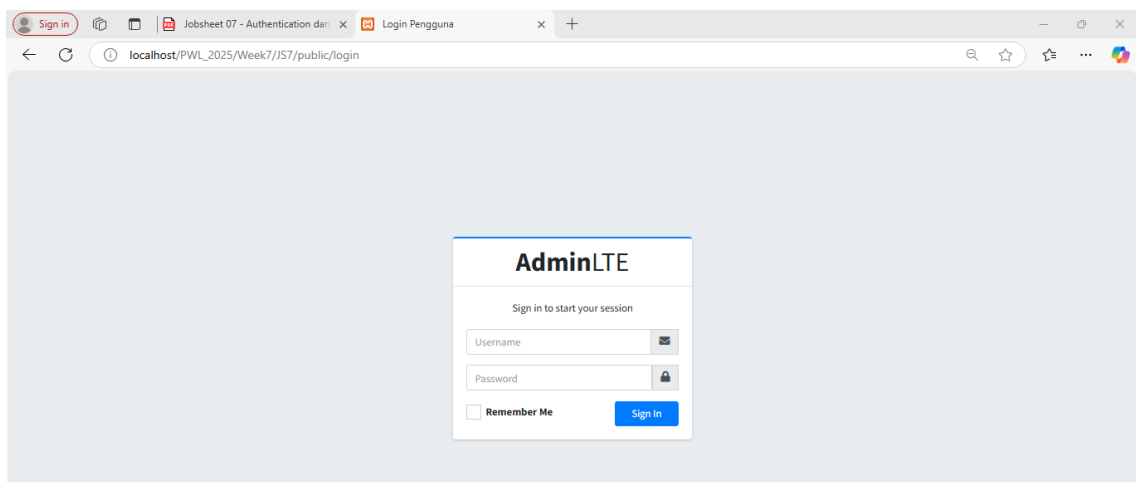 Sign in
PDF
Jobsheet 07 - Authentication dan
Login Pengguna
localhost/PWL_2025/Week7/JS7/public/login
AdminLTE
Sign in to start your session
Username
Password
Remember Me
Sign In